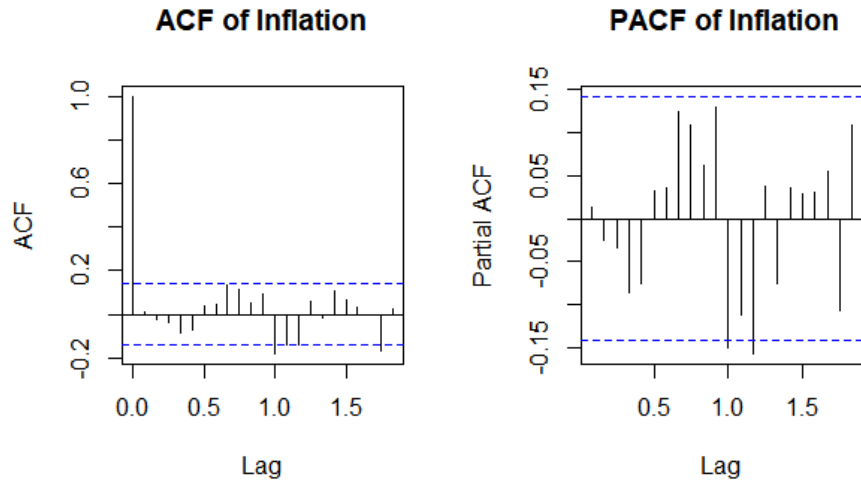 ACF of Inflation
ACF
1.0
0.6
0.2
-0.2
0.0 0.5 1.0 1.5
Lag
PACF of Inflation
Partial ACF
0.15
0.05
-0.05
-0.15
0.5 1.0 1.5
Lag